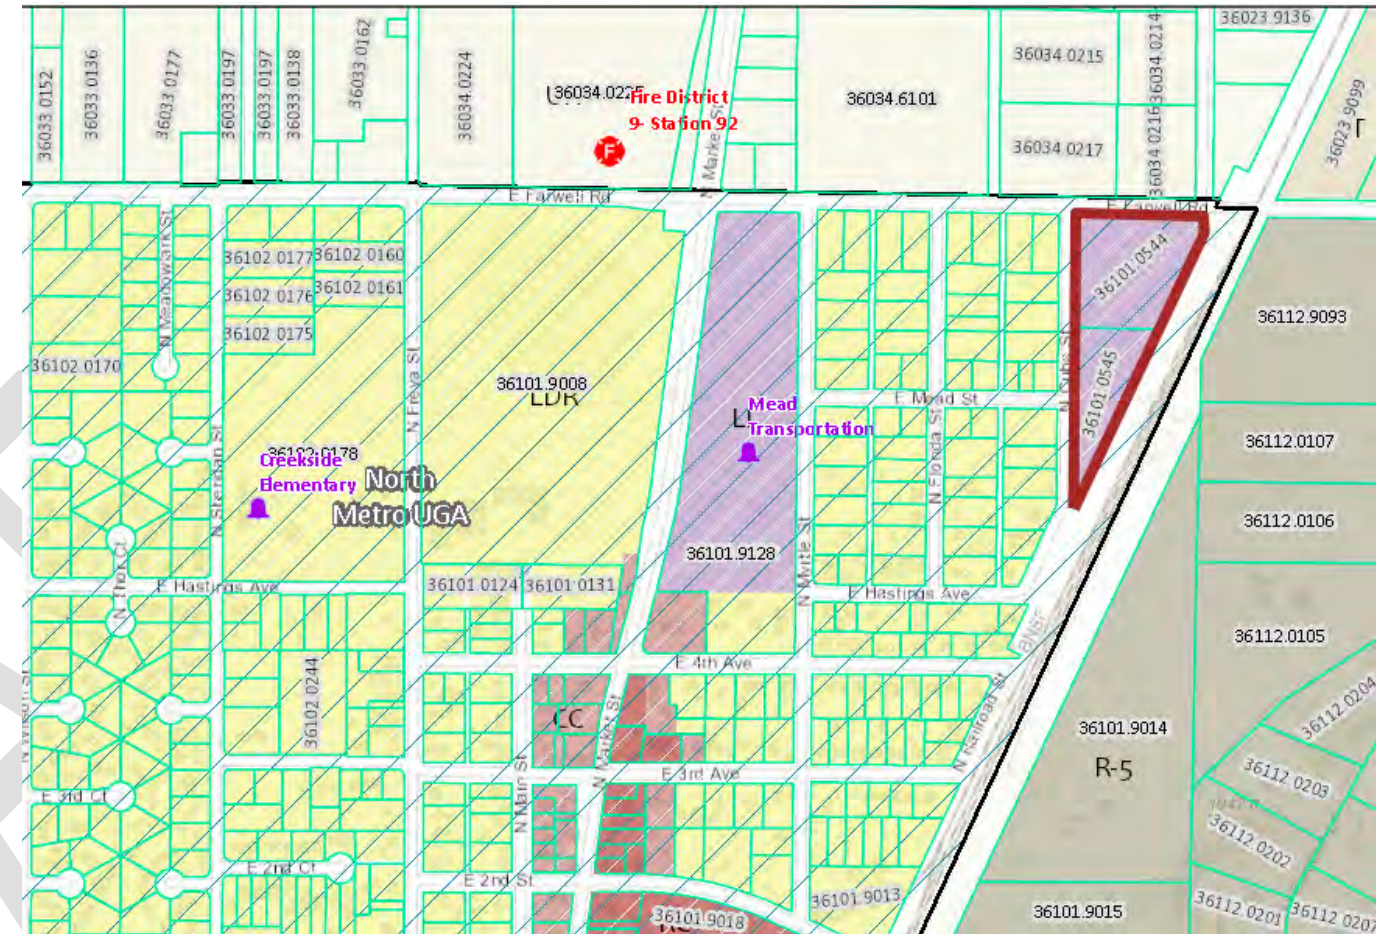 36033.0152
36033.0136
36033.0177
36033.0197
36033.0197
36033.0138
36033.0162
36034.0224
36034.0225
Fire District
9- Station 92
F
N Market St
36034.6101
36034.0215
36034.0217
36034.0214
36034.0216
36023.9136
36023.9099
E Farwell Rd
E Farwell Rd
N Meadowlark St
36102.0177
36102.0160
36102.0176
36102.0161
36102.0175
36102.0170
36101.9008
LDR
36102.0178
Creekside
Elementary
North
Metro UGA
N Sheridan St
N Freya St
Mead
Transportation
36101.9128
36101.0544
36101.0545
E Mead St
N Florida St
N Myrtle St
36112.9093
36112.0107
36112.0106
36112.0105
36112.0204
36112.0203
36112.0202
36112.0201
36112.0207
E Hastings Ave
E Hastings Ave
36101.0124
36101.0131
N Thor Ct
36102.0244
E 4th Ave
BNSF
CC
N Market St
N Main St
E 3rd Ave
N Railroad St
36101.9014
R-5
E 3rd Ct
E 2nd Ct
E 2nd St
36101.9018
36101.9013
36101.9015